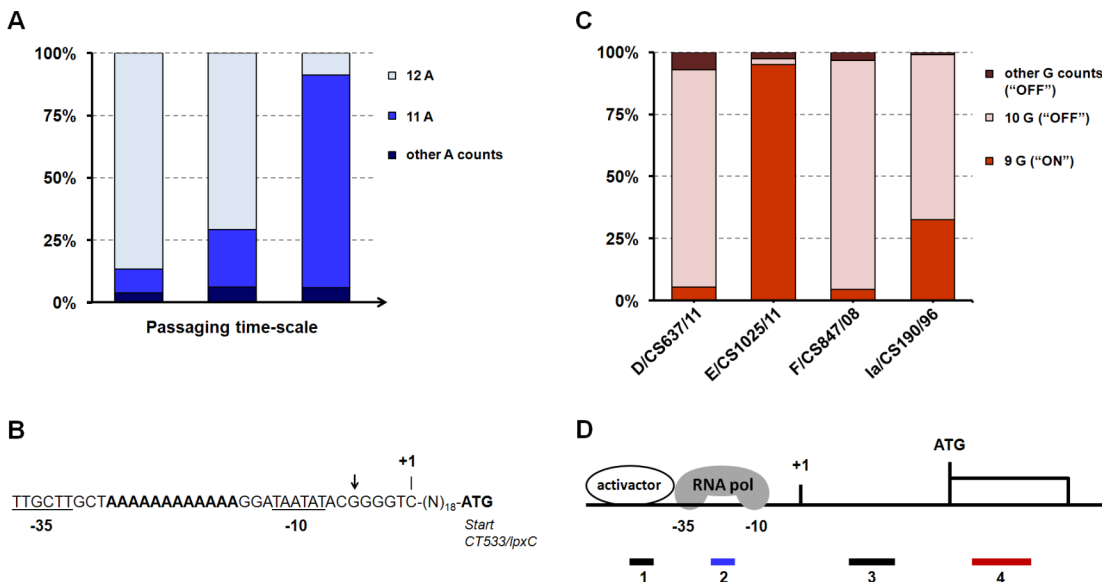 A
100%
75%
50%
25%
0%
12 A
11 A
other A counts
Passaging time-scale
C
100%
75%
50%
25%
0%
other G counts
("OFF")
10 G ("OFF")
9 G ("ON")
D/CS637/11
E/CS1025/11
F/CS847/08
Ia/CS190/96
B
+1
TTGCTTGCTAAAAAAAAAAAAGGATAATATACGGGGTC-(N)18-ATG
-35
-10
Start
CT533/lpxC
D
ATG
activactor
RNA pol
+1
-35
-10
1
2
3
4